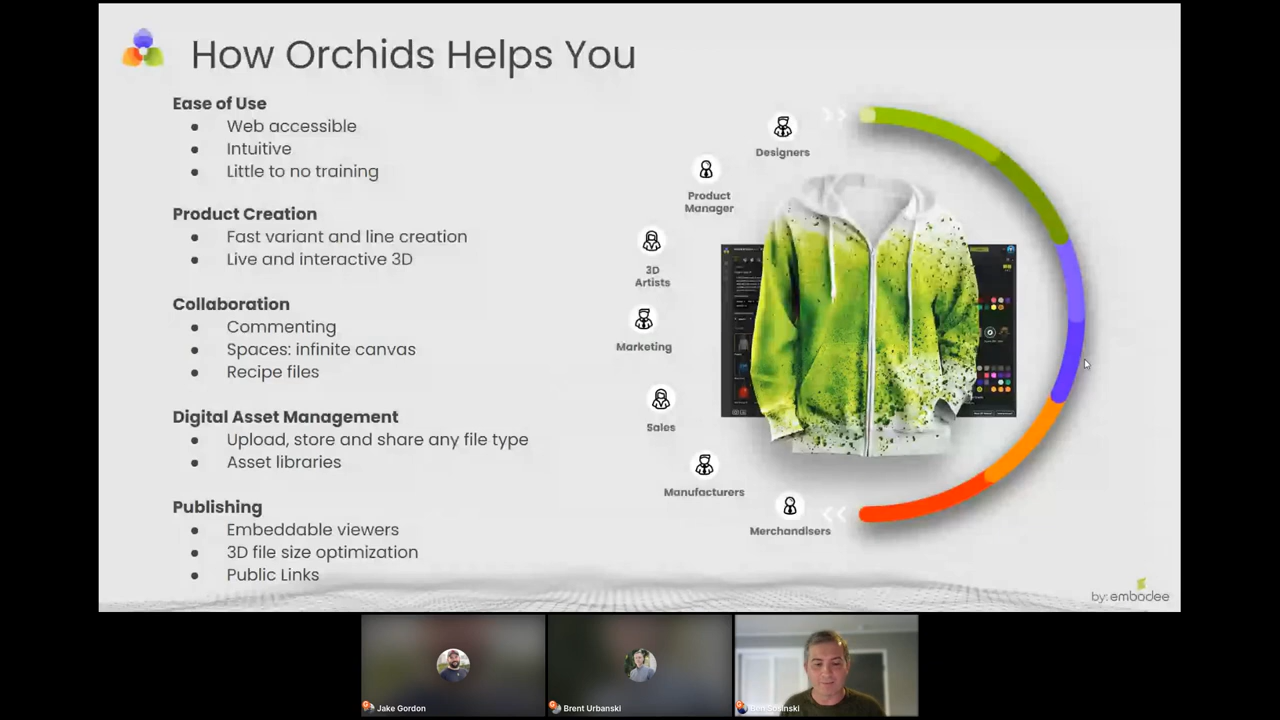 How Orchids Helps You
Ease of Use
● Web accessible
● Intuitive
● Little to no training
Product Creation
● Fast variant and line creation
● Live and interactive 3D
Collaboration
● Commenting
● Spaces: infinite canvas
● Recipe files
Digital Asset Management
● Upload, store and share any file type
● Asset libraries
Publishing
● Embeddable viewers
● 3D file size optimization
● Public Links
Designers
Product
Manager
3D
Artists
Marketing
Sales
Manufacturers
Merchandisers
by: embodee
Jake Gordon
Brent Urbanski